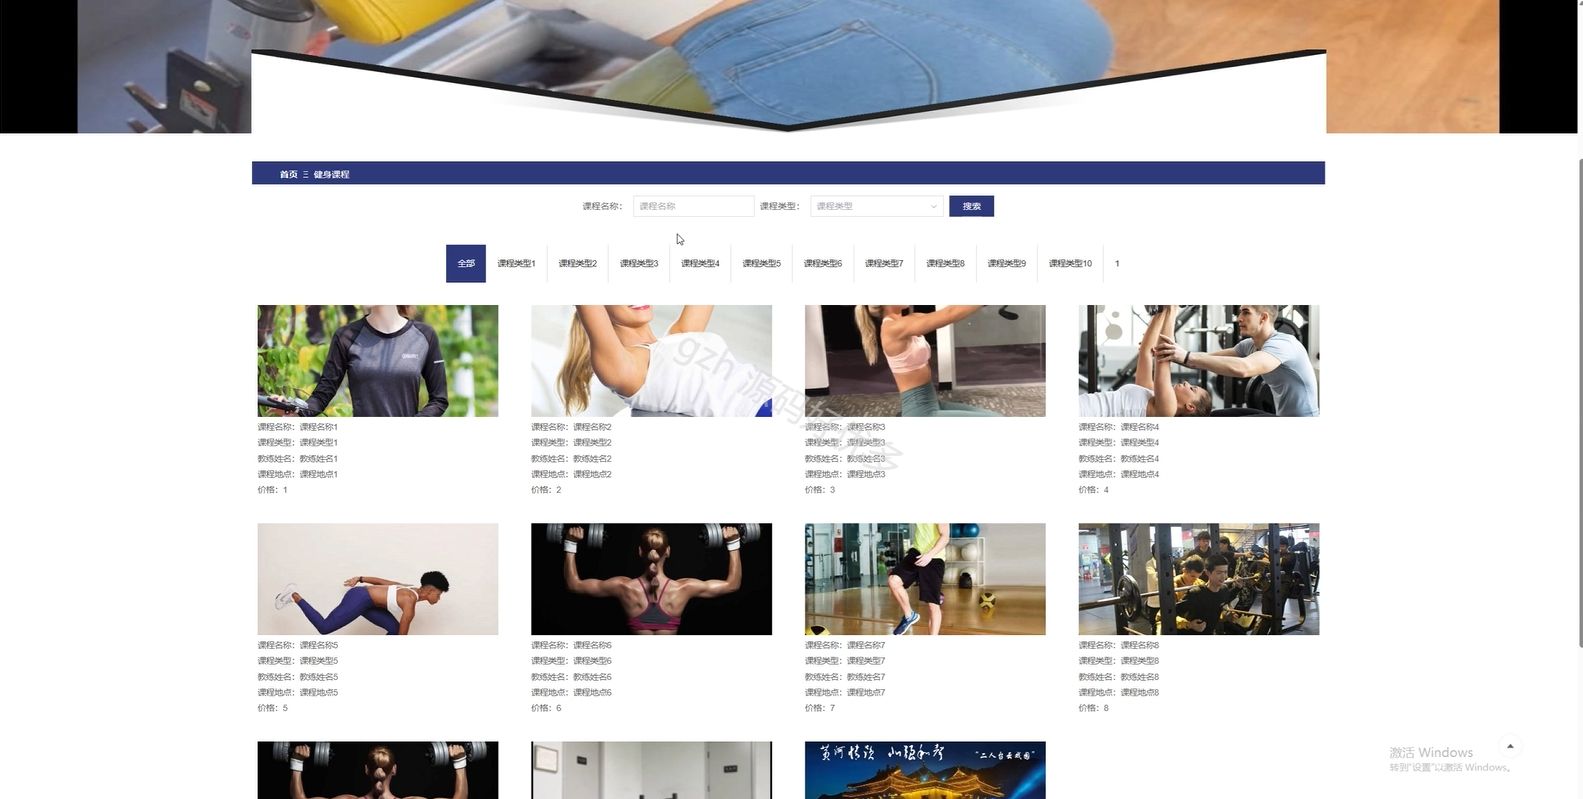 首页 三 健身课程
课程名称： 课程名称 课程类型： 课程类型 搜索
全部 课程类型1 课程类型2 课程类型3 课程类型4 课程类型5 课程类型6 课程类型7 课程类型8 课程类型9 课程类型10 1
课程名称：课程名称1
课程类型：课程类型1
教练姓名：教练姓名1
课程地点：课程地点1
价格：1
课程名称：课程名称2
课程类型：课程类型2
教练姓名：教练姓名2
课程地点：课程地点2
价格：2
课程名称：课程名称3
课程类型：课程类型3
教练姓名：教练姓名3
课程地点：课程地点3
价格：3
课程名称：课程名称4
课程类型：课程类型4
教练姓名：教练姓名4
课程地点：课程地点4
价格：4
gzh 源码好优多
课程名称：课程名称5
课程类型：课程类型5
教练姓名：教练姓名5
课程地点：课程地点5
价格：5
课程名称：课程名称6
课程类型：课程类型6
教练姓名：教练姓名6
课程地点：课程地点6
价格：6
课程名称：课程名称7
课程类型：课程类型7
教练姓名：教练姓名7
课程地点：课程地点7
价格：7
课程名称：课程名称8
课程类型：课程类型8
教练姓名：教练姓名8
课程地点：课程地点8
价格：8
激活 Windows
转到"设置"以激活 Windows。